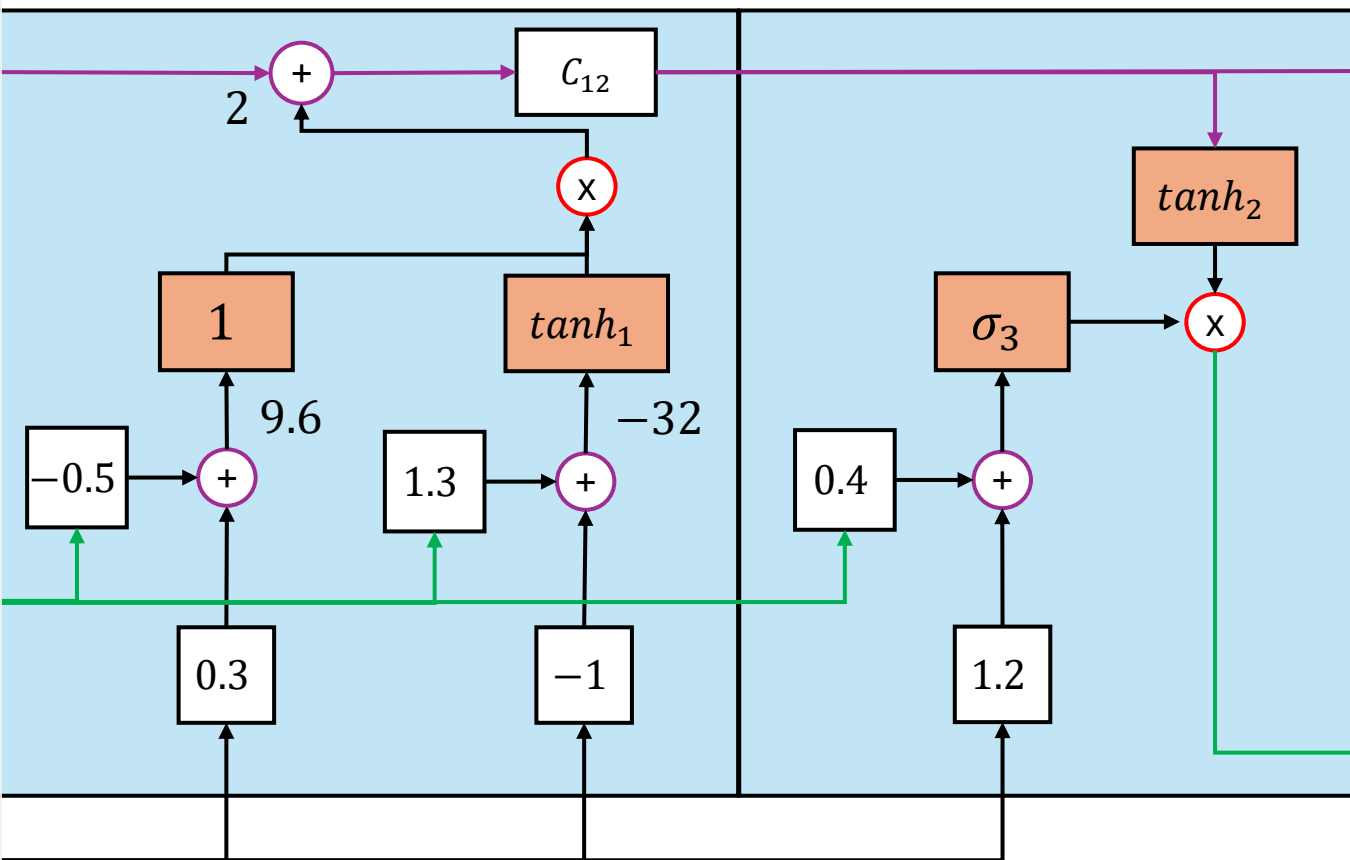 +
C₁₂
2
x
tanh₂
1
tanh₁
σ₃
x
9.6
−32
−0.5
+
1.3
+
0.4
+
0.3
−1
1.2